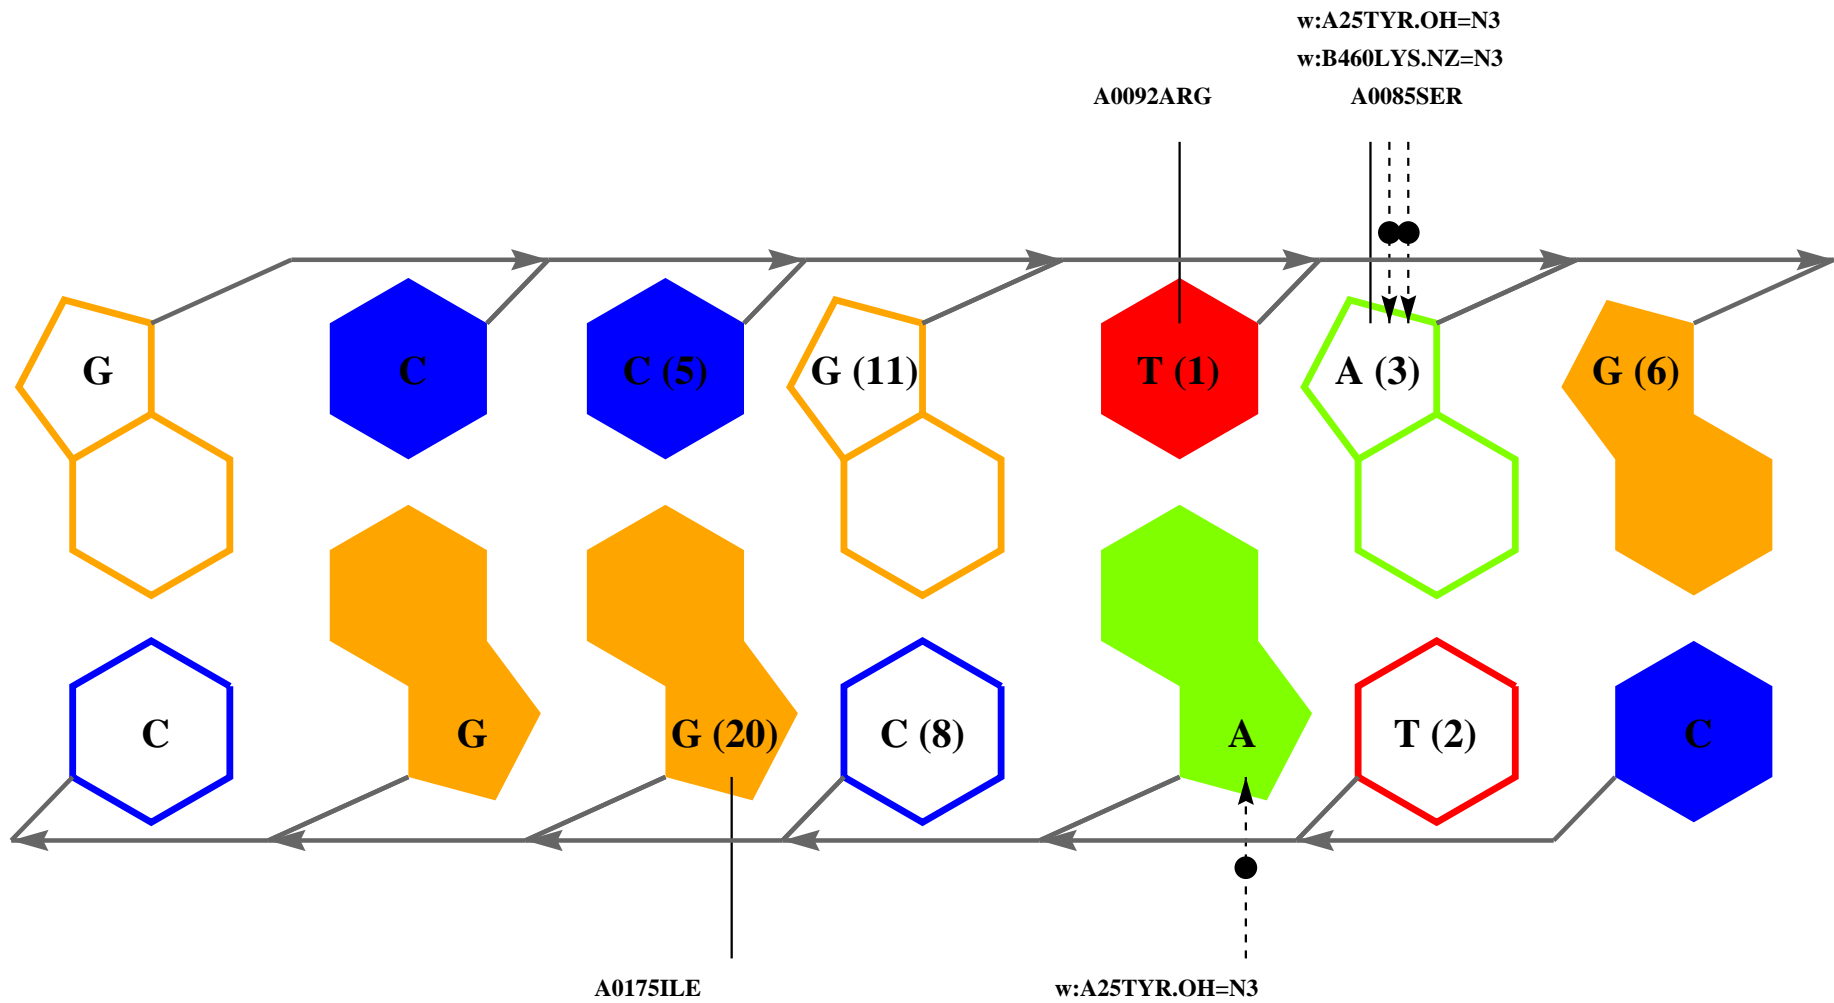 w:A25TYR.OH=N3
w:B460LYS.NZ=N3
A0092ARG A0085SER
G C C (5) G (11) T (1) A (3) G (6)
C G G (20) C (8) A T (2) C
A0175ILE w:A25TYR.OH=N3